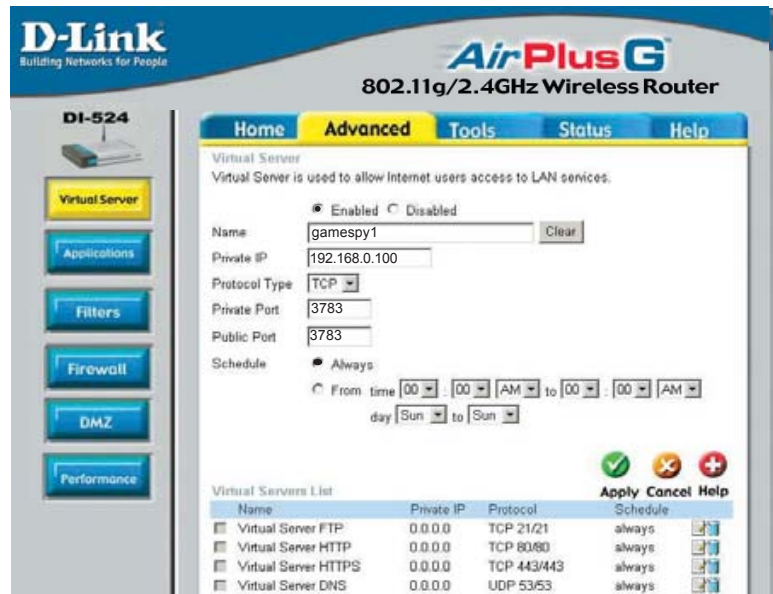 D-Link
Building Networks for People
AirPlus G
802.11g/2.4GHz Wireless Router
DI-524
Home Advanced Tools Status Help
Virtual Server
Applications
Filters
Firewall
DMZ
Performance
Virtual Server
Virtual Server is used to allow Internet users access to LAN services.
Enabled Disabled
Name gamespy1 Clear
Private IP 192.168.0.100
Protocol Type TCP
Private Port 3783
Public Port 3783
Schedule Always
From time 00 : 00 AM to 00 : 00 AM
day Sun to Sun
Apply Cancel Help
Virtual Servers List
Name Private IP Protocol Schedule
Virtual Server FTP 0.0.0.0 TCP 21/21 always
Virtual Server HTTP 0.0.0.0 TCP 80/80 always
Virtual Server HTTPS 0.0.0.0 TCP 443/443 always
Virtual Server DNS 0.0.0.0 UDP 53/53 always